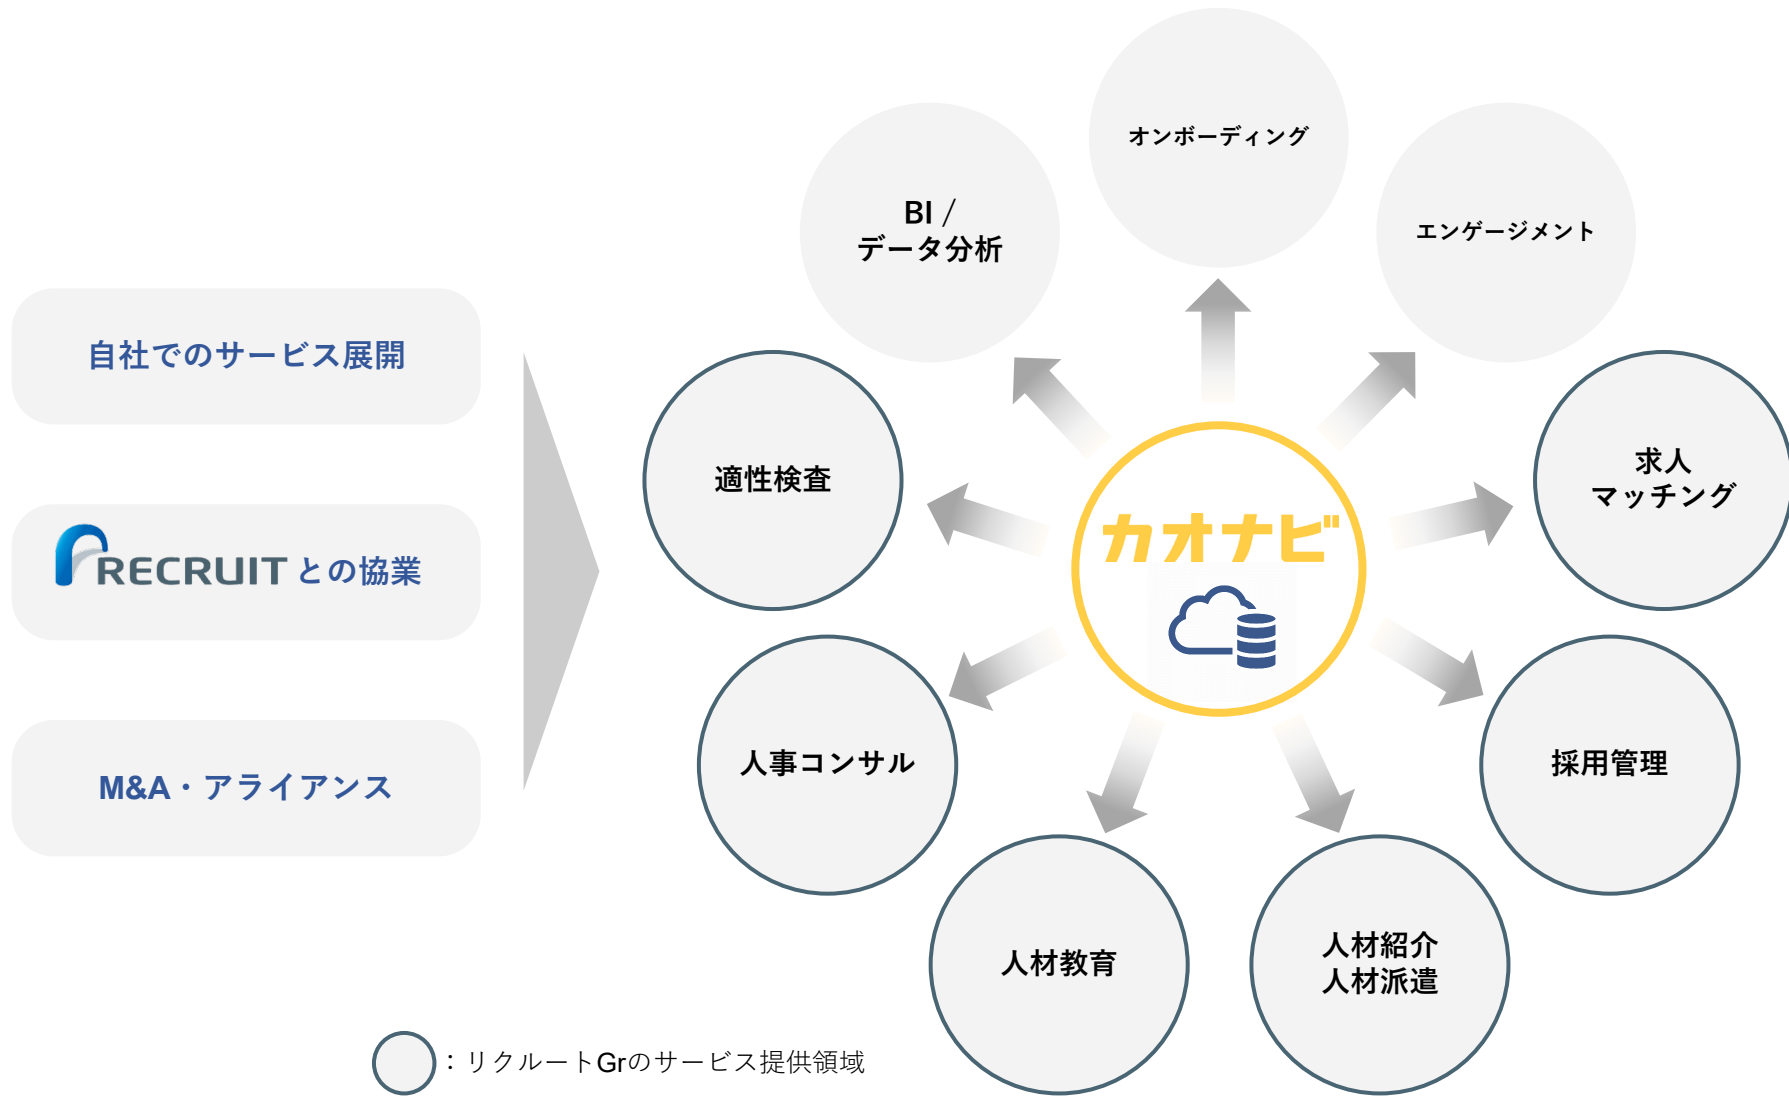 自社でのサービス展開
RECRUIT との協業
M&A・アライアンス
オンボーディング
BI /
データ分析
エンゲージメント
適性検査
求人
マッチング
カオナビ
人事コンサル
採用管理
人材教育
人材紹介
人材派遣
：リクルートGrのサービス提供領域